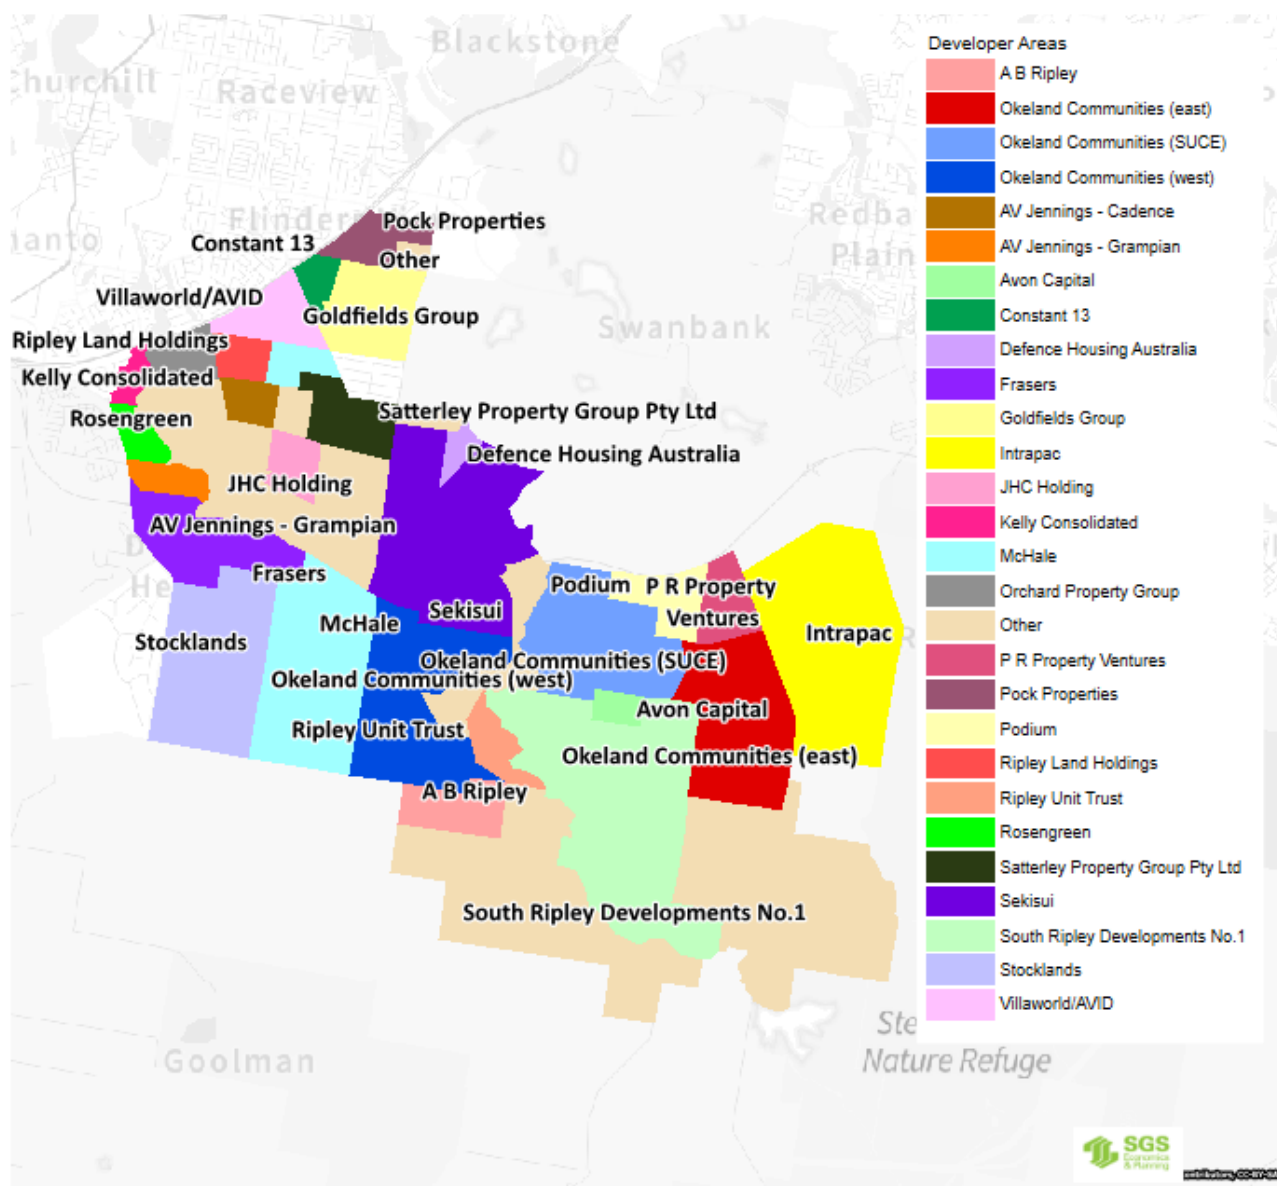 Blackstone
Churchill
Raceview
Flinder
Redba
Plain
Swanbank
Goolman
Ste
Nature Refuge
Pock Properties
Constant 13
Other
Villaworld/AVID
Goldfields Group
Ripley Land Holdings
Kelly Consolidated
Rosengreen
Satterley Property Group Pty Ltd
Defence Housing Australia
JHC Holding
AV Jennings - Grampian
Frasers
Podium
P R Property
Ventures
Sekisui
McHale
Intrapac
Stocklands
Okeland Communities (SUCE)
Okeland Communities (west)
Avon Capital
Ripley Unit Trust
Okeland Communities (east)
A B Ripley
South Ripley Developments No.1
Developer Areas
A B Ripley
Okeland Communities (east)
Okeland Communities (SUCE)
Okeland Communities (west)
AV Jennings - Cadence
AV Jennings - Grampian
Avon Capital
Constant 13
Defence Housing Australia
Frasers
Goldfields Group
Intrapac
JHC Holding
Kelly Consolidated
McHale
Orchard Property Group
Other
P R Property Ventures
Pock Properties
Podium
Ripley Land Holdings
Ripley Unit Trust
Rosengreen
Satterley Property Group Pty Ltd
Sekisui
South Ripley Developments No.1
Stocklands
Villaworld/AVID
SGS
Economics
& Planning